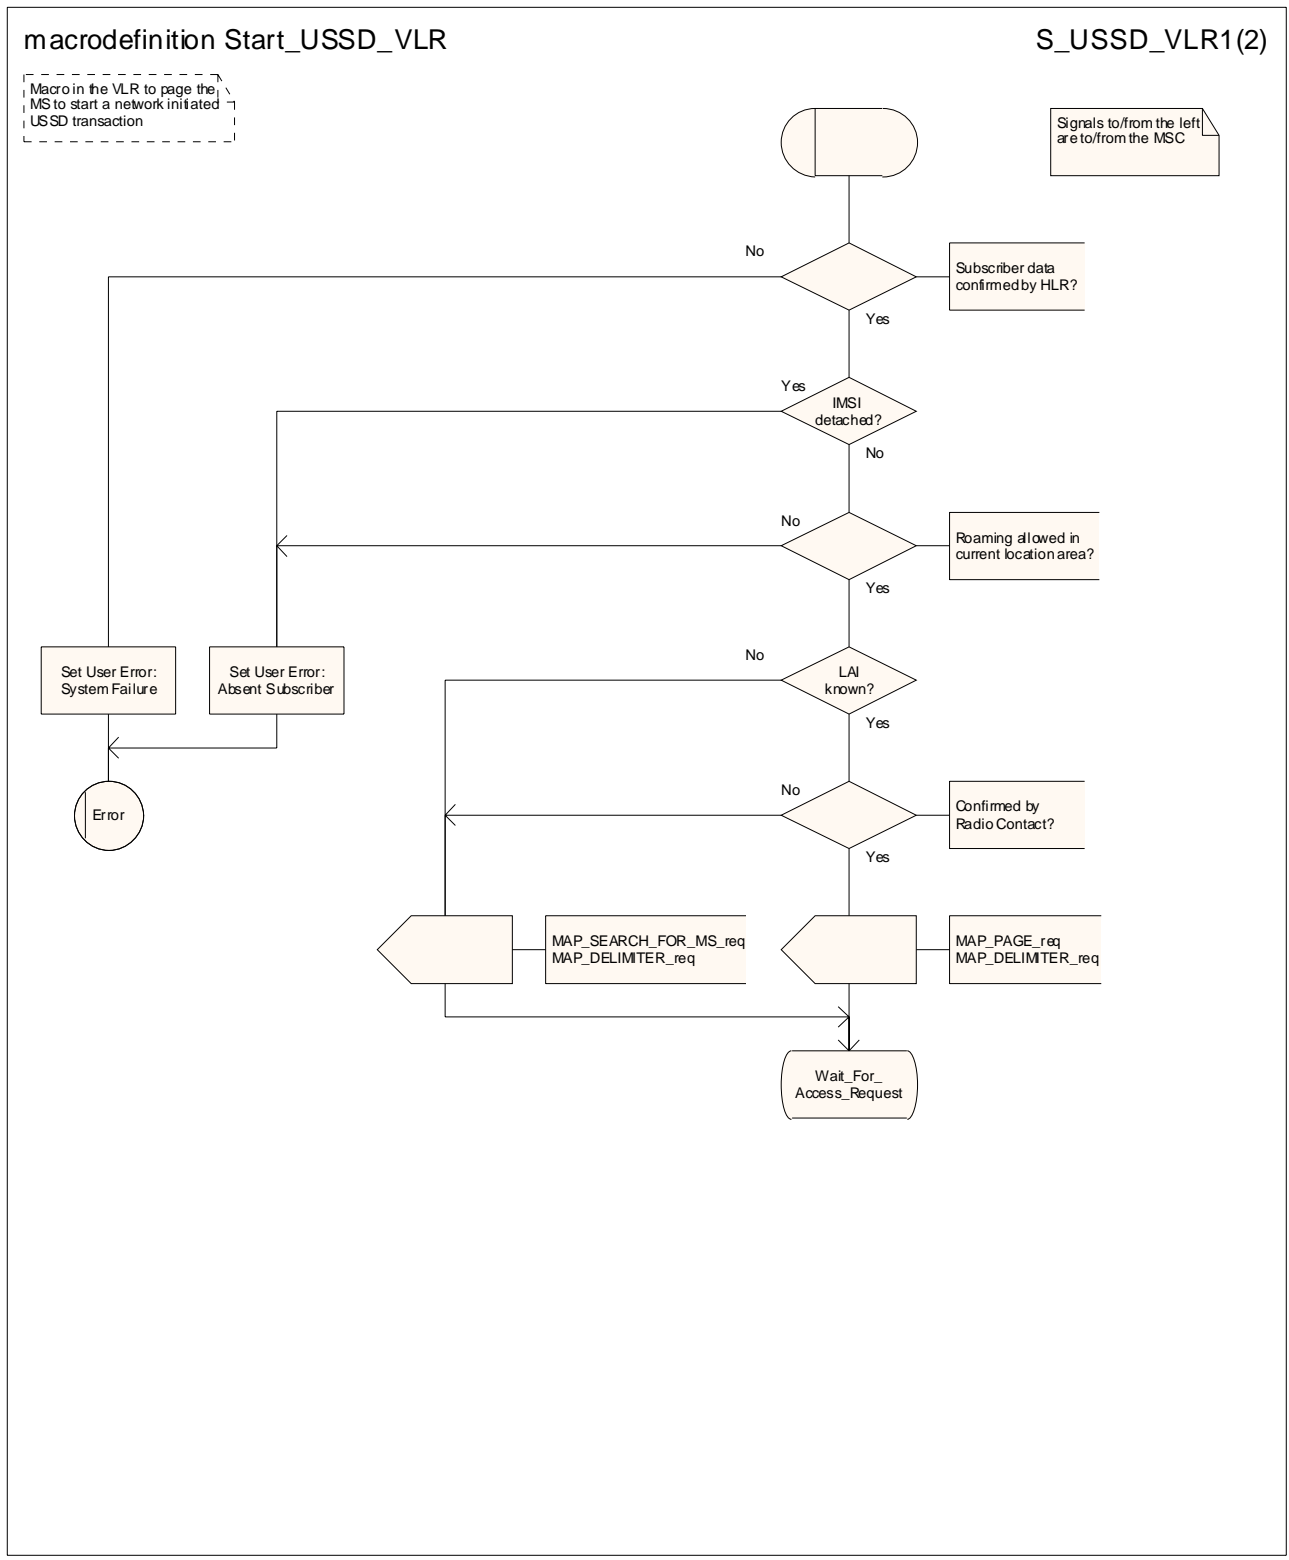 macrodefinition Start_USSD_VLR
S_USSD_VLR1(2)
Macro in the VLR to page the
MS to start a network initiated
USSD transaction
Signals to/from the left
are to/from the MSC
No
Subscriber data
confirmed by HLR?
Yes
Yes
IMSI
detached?
No
No
Roaming allowed in
current location area?
Yes
Set User Error:
System Failure
Set User Error:
Absent Subscriber
No
LAI
known?
Yes
No
Confirmed by
Radio Contact?
Yes
Error
MAP_SEARCH_FOR_MS_req
MAP_DELIMITER_req
MAP_PAGE_req
MAP_DELIMITER_req
Wait_For_
Access_Request